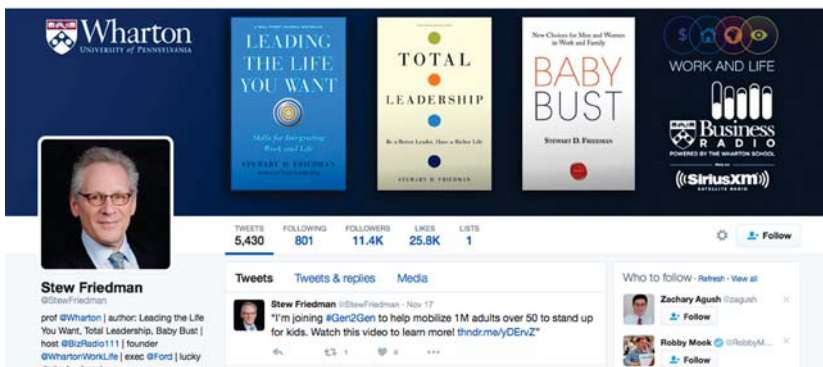 Wharton
UNIVERSITY OF PENNSYLVANIA
LEADING
THE LIFE
YOU WANT
Skills for Integrating
Work and Life
STEWART D. FRIEDMAN
TOTAL
LEADERSHIP
Be a Better Leader, Have a Richer Life
STEWART D. FRIEDMAN
New Choices for Men and Women
in Work and Family
BABY
BUST
STEWART D. FRIEDMAN
WORK AND LIFE
Business
RADIO
POWERED BY THE WHARTON SCHOOL
SiriusXM
SATELLITE RADIO
TWEETS FOLLOWING FOLLOWERS LIKES LISTS
5,430 801 11.4K 25.8K 1
Follow
Stew Friedman
@StewFriedman
prof @Wharton | author: Leading the Life
You Want, Total Leadership, Baby Bust |
host @BizRadio111 | founder
@WhartonWorkLife | exec @Ford | lucky
Tweets Tweets & replies Media
Stew Friedman @StewFriedman · Nov 17
"I'm joining #Gen2Gen to help mobilize 1M adults over 50 to stand up
for kids. Watch this video to learn more! thndr.me/yDErvZ"
1 4
Who to follow · Refresh · View all
Zachary Agush @zagush
Follow
Robby Mook @RobbyM...
Follow